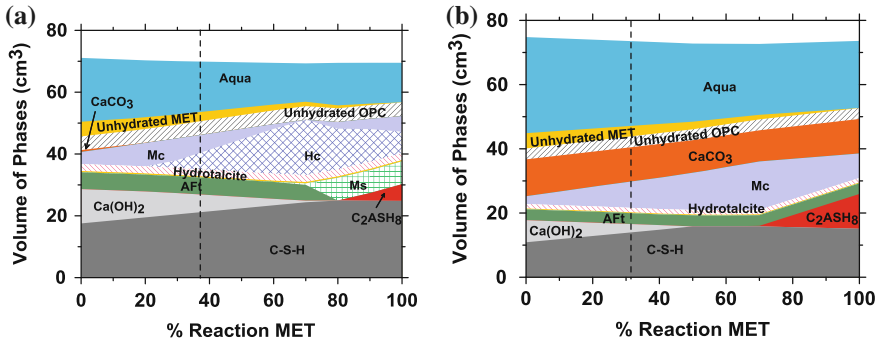 (a)
Volume of Phases (cm³)
80
60
40
20
0
Aqua
CaCO₃
Unhydrated MET
Unhydrated OPC
Mc
Hc
Hydrotalcite
AFt
Ms
Ca(OH)₂
C₂ASH₈
C-S-H
0 20 40 60 80 100
% Reaction MET
(b)
Volume of Phases (cm³)
80
60
40
20
0
Aqua
Unhydrated MET
Unhydrated OPC
CaCO₃
Mc
Hydrotalcite
AFt
C₂ASH₈
Ca(OH)₂
C-S-H
0 20 40 60 80 100
% Reaction MET